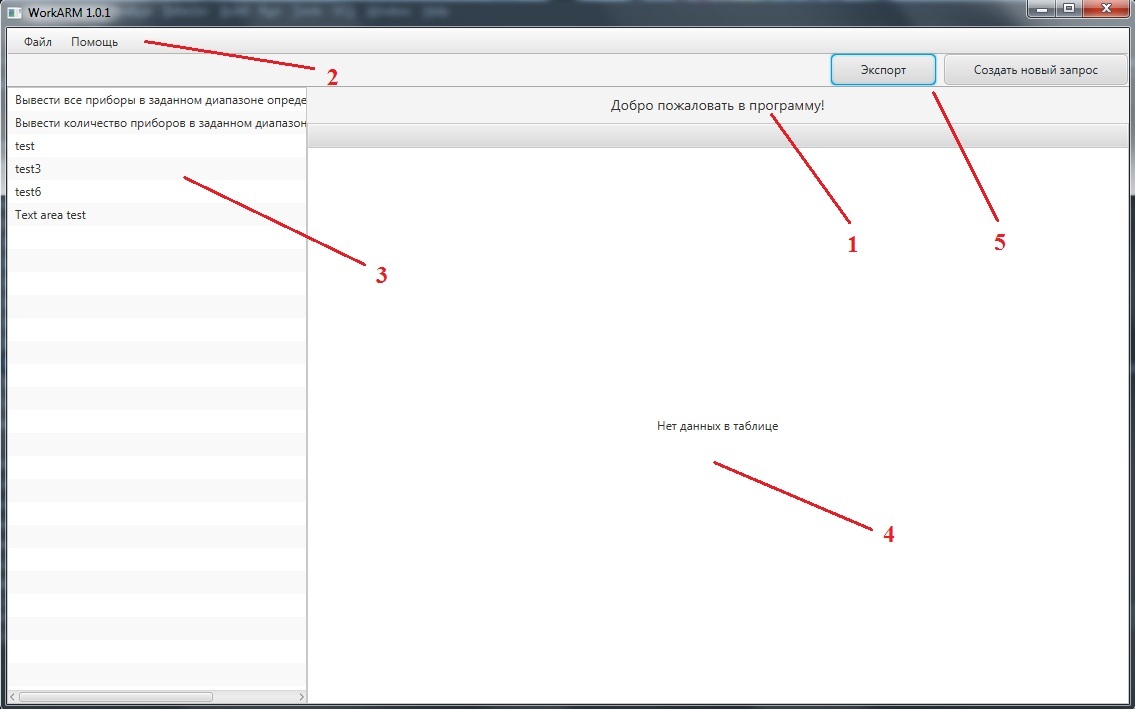 WorkARM 1.0.1
Файл Помощь
2
Экспорт Создать новый запрос
Вывести все приборы в заданном диапазоне опреде
Добро пожаловать в программу!
Вывести количество приборов в заданном диапазон
test
test3
test6
Text area test
1
5
3
Нет данных в таблице
4